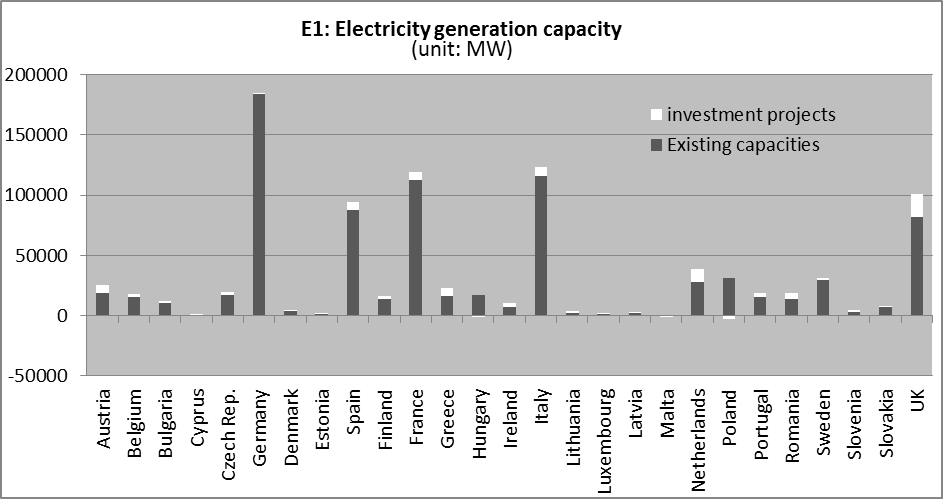 E1: Electricity generation capacity
(unit: MW)
200000
150000
100000
50000
0
-50000
investment projects
Existing capacities
Austria
Belgium
Bulgaria
Cyprus
Czech Rep.
Germany
Denmark
Estonia
Spain
Finland
France
Greece
Hungary
Ireland
Italy
Lithuania
Luxembourg
Latvia
Malta
Netherlands
Poland
Portugal
Romania
Sweden
Slovenia
Slovakia
UK